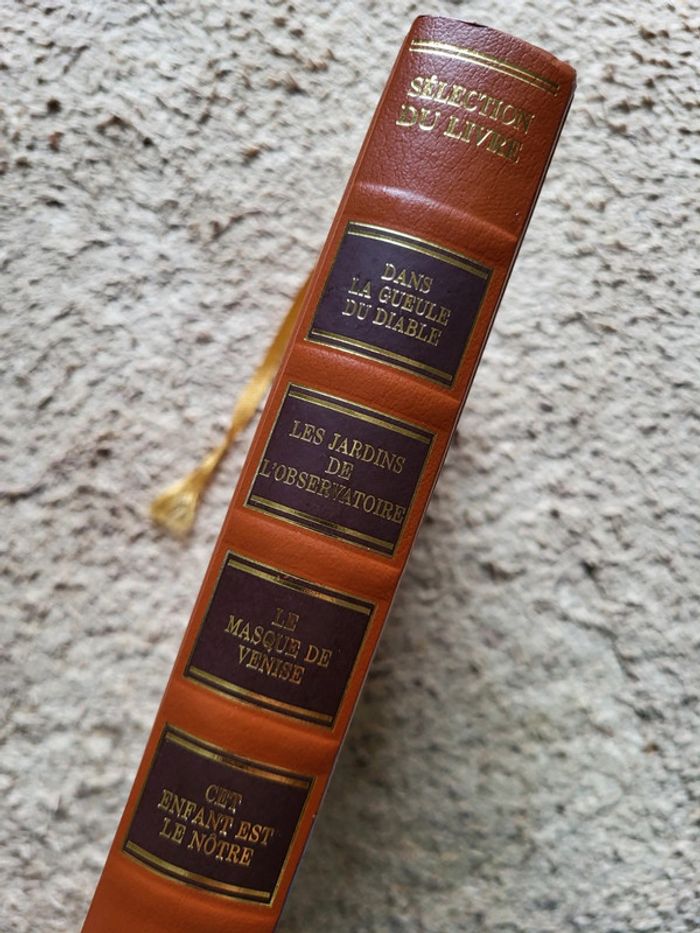 SÉLECTION
DU LIVRE
DANS
LA GUEULE
DU DIABLE
LES JARDINS
DE
L'OBSERVATOIRE
LE
MASQUE DE
VENISE
CET
ENFANT EST
LE NÔTRE